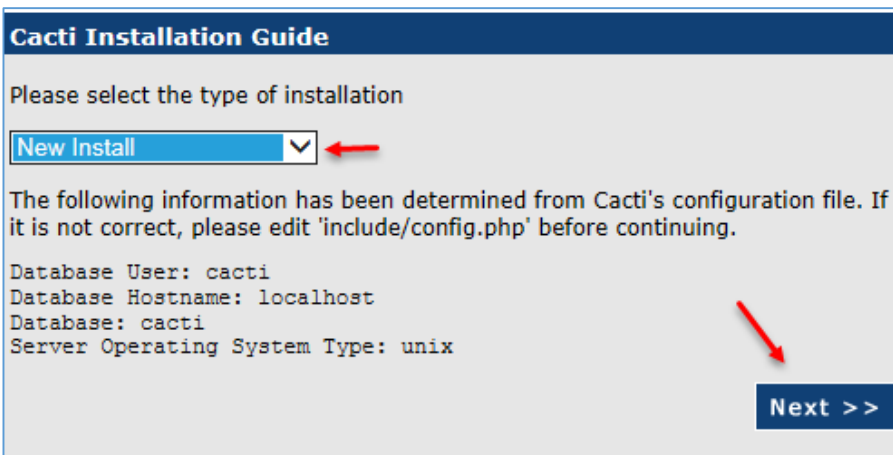 Cacti Installation Guide
Please select the type of installation
New Install
The following information has been determined from Cacti's configuration file. If
it is not correct, please edit 'include/config.php' before continuing.
Database User: cacti
Database Hostname: localhost
Database: cacti
Server Operating System Type: unix
Next >>